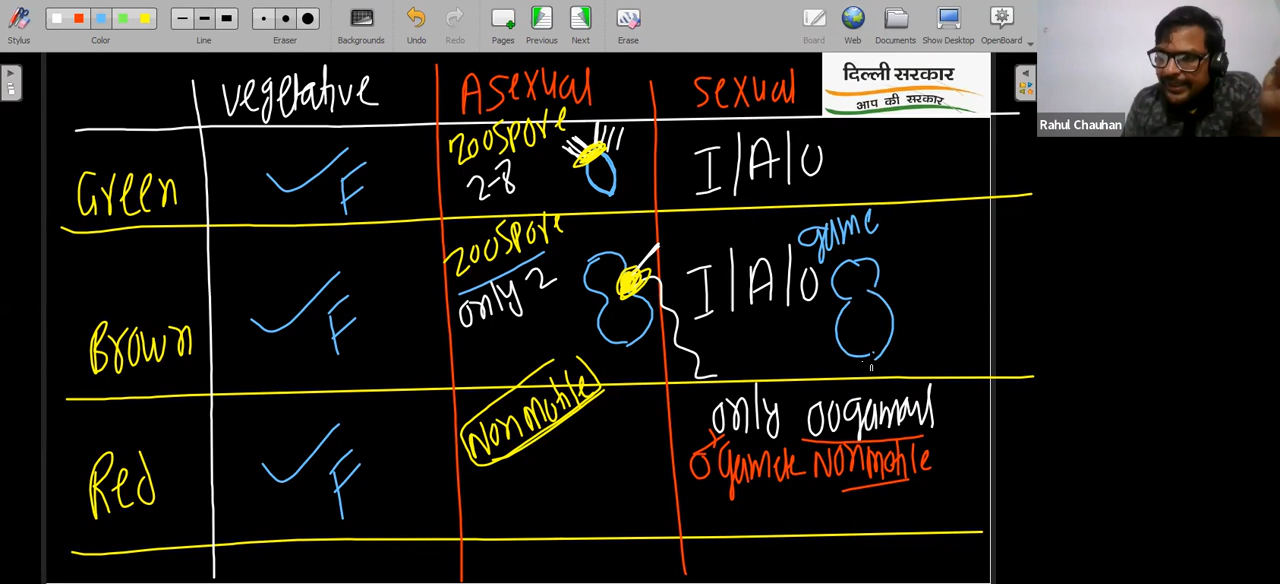 Stylus
Color
Line
Eraser
Backgrounds
Undo
Redo
Pages
Previous
Next
Erase
Board
Web
Documents
Show Desktop
OpenBoard
Rahul Chauhan
दिल्ली सरकार
आप की सरकार
vegetative
Asexual
sexual
Green
F
zoospore
2-8
I/A/O
Brown
F
zoospore
only 2
I/A/O
game
Red
F
Nonmotile
only oogamous
♂ gamete Nonmotile